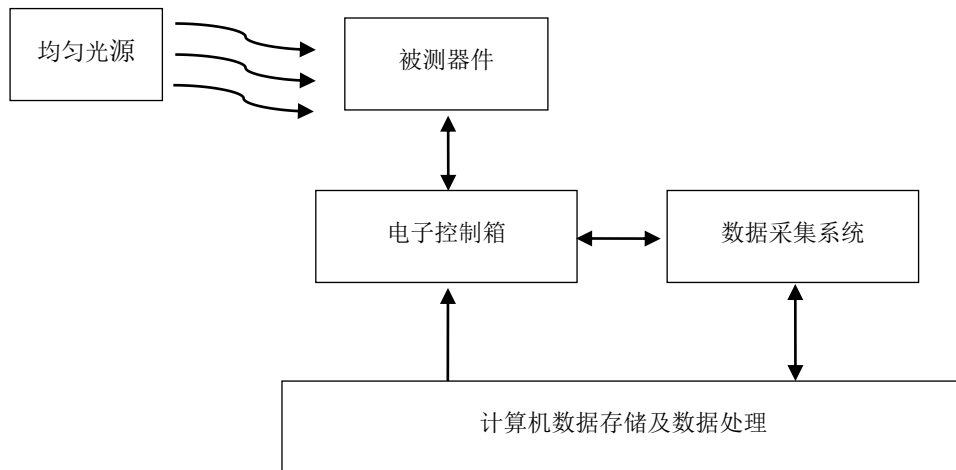 均匀光源
被测器件
电子控制箱
数据采集系统
计算机数据存储及数据处理